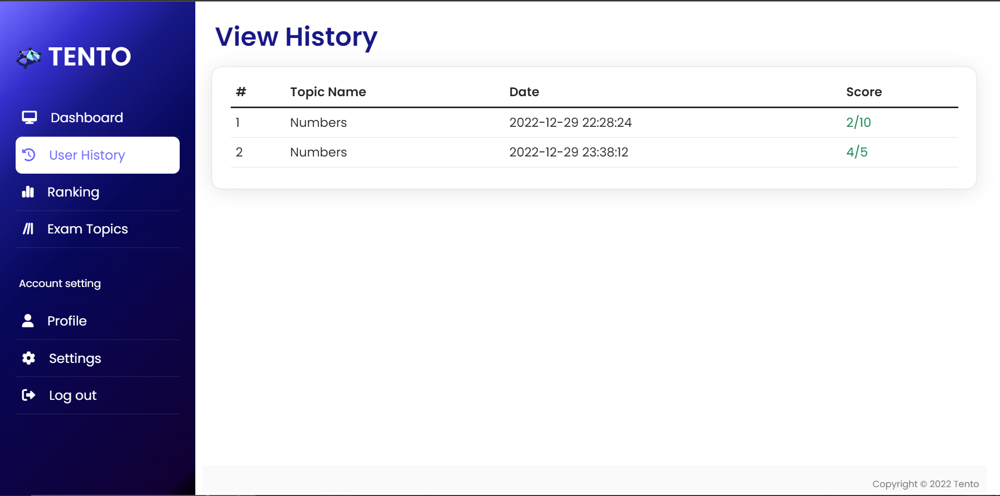 TENTO
Dashboard
User History
Ranking
Exam Topics
Account setting
Profile
Settings
Log out
View History
# Topic Name Date Score
1 Numbers 2022-12-29 22:28:24 2/10
2 Numbers 2022-12-29 23:38:12 4/5
Copyright © 2022 Tento